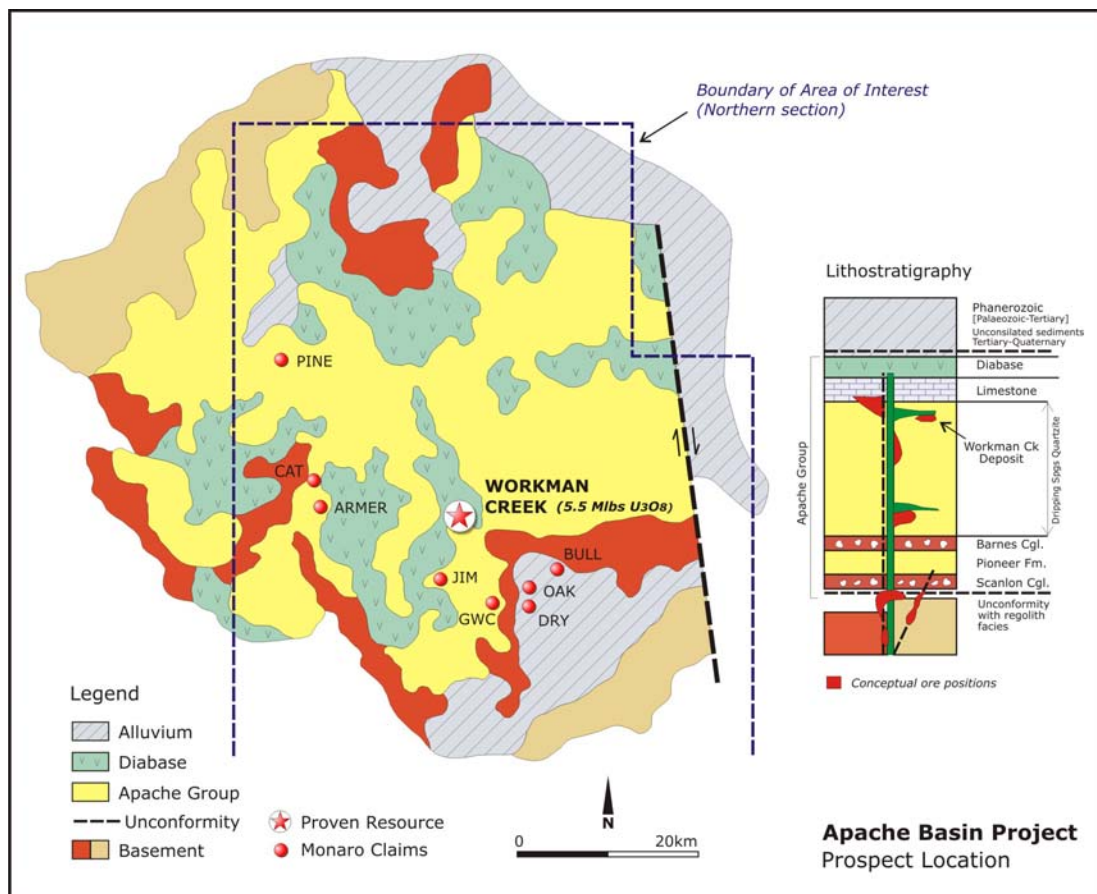 Boundary of Area of Interest
(Northern section)
PINE
CAT
ARMER
WORKMAN
CREEK (5.5 Mlbs U3O8)
JIM
GWC
BULL
OAK
DRY
Lithostratigraphy
Phanerozoic
[Palaeozoic-Tertiary]
Unconsilated sediments
Tertiary-Quaternary
Diabase
Limestone
Workman Ck
Deposit
Dripping Spgs Quartzite
Apache Group
Barnes Cgl.
Pioneer Fm.
Scanlon Cgl.
Unconformity
with regolith
facies
Conceptual ore positions
Legend
Alluvium
Diabase
Apache Group
Unconformity
Basement
Proven Resource
Monaro Claims
N
0 20km
Apache Basin Project
Prospect Location